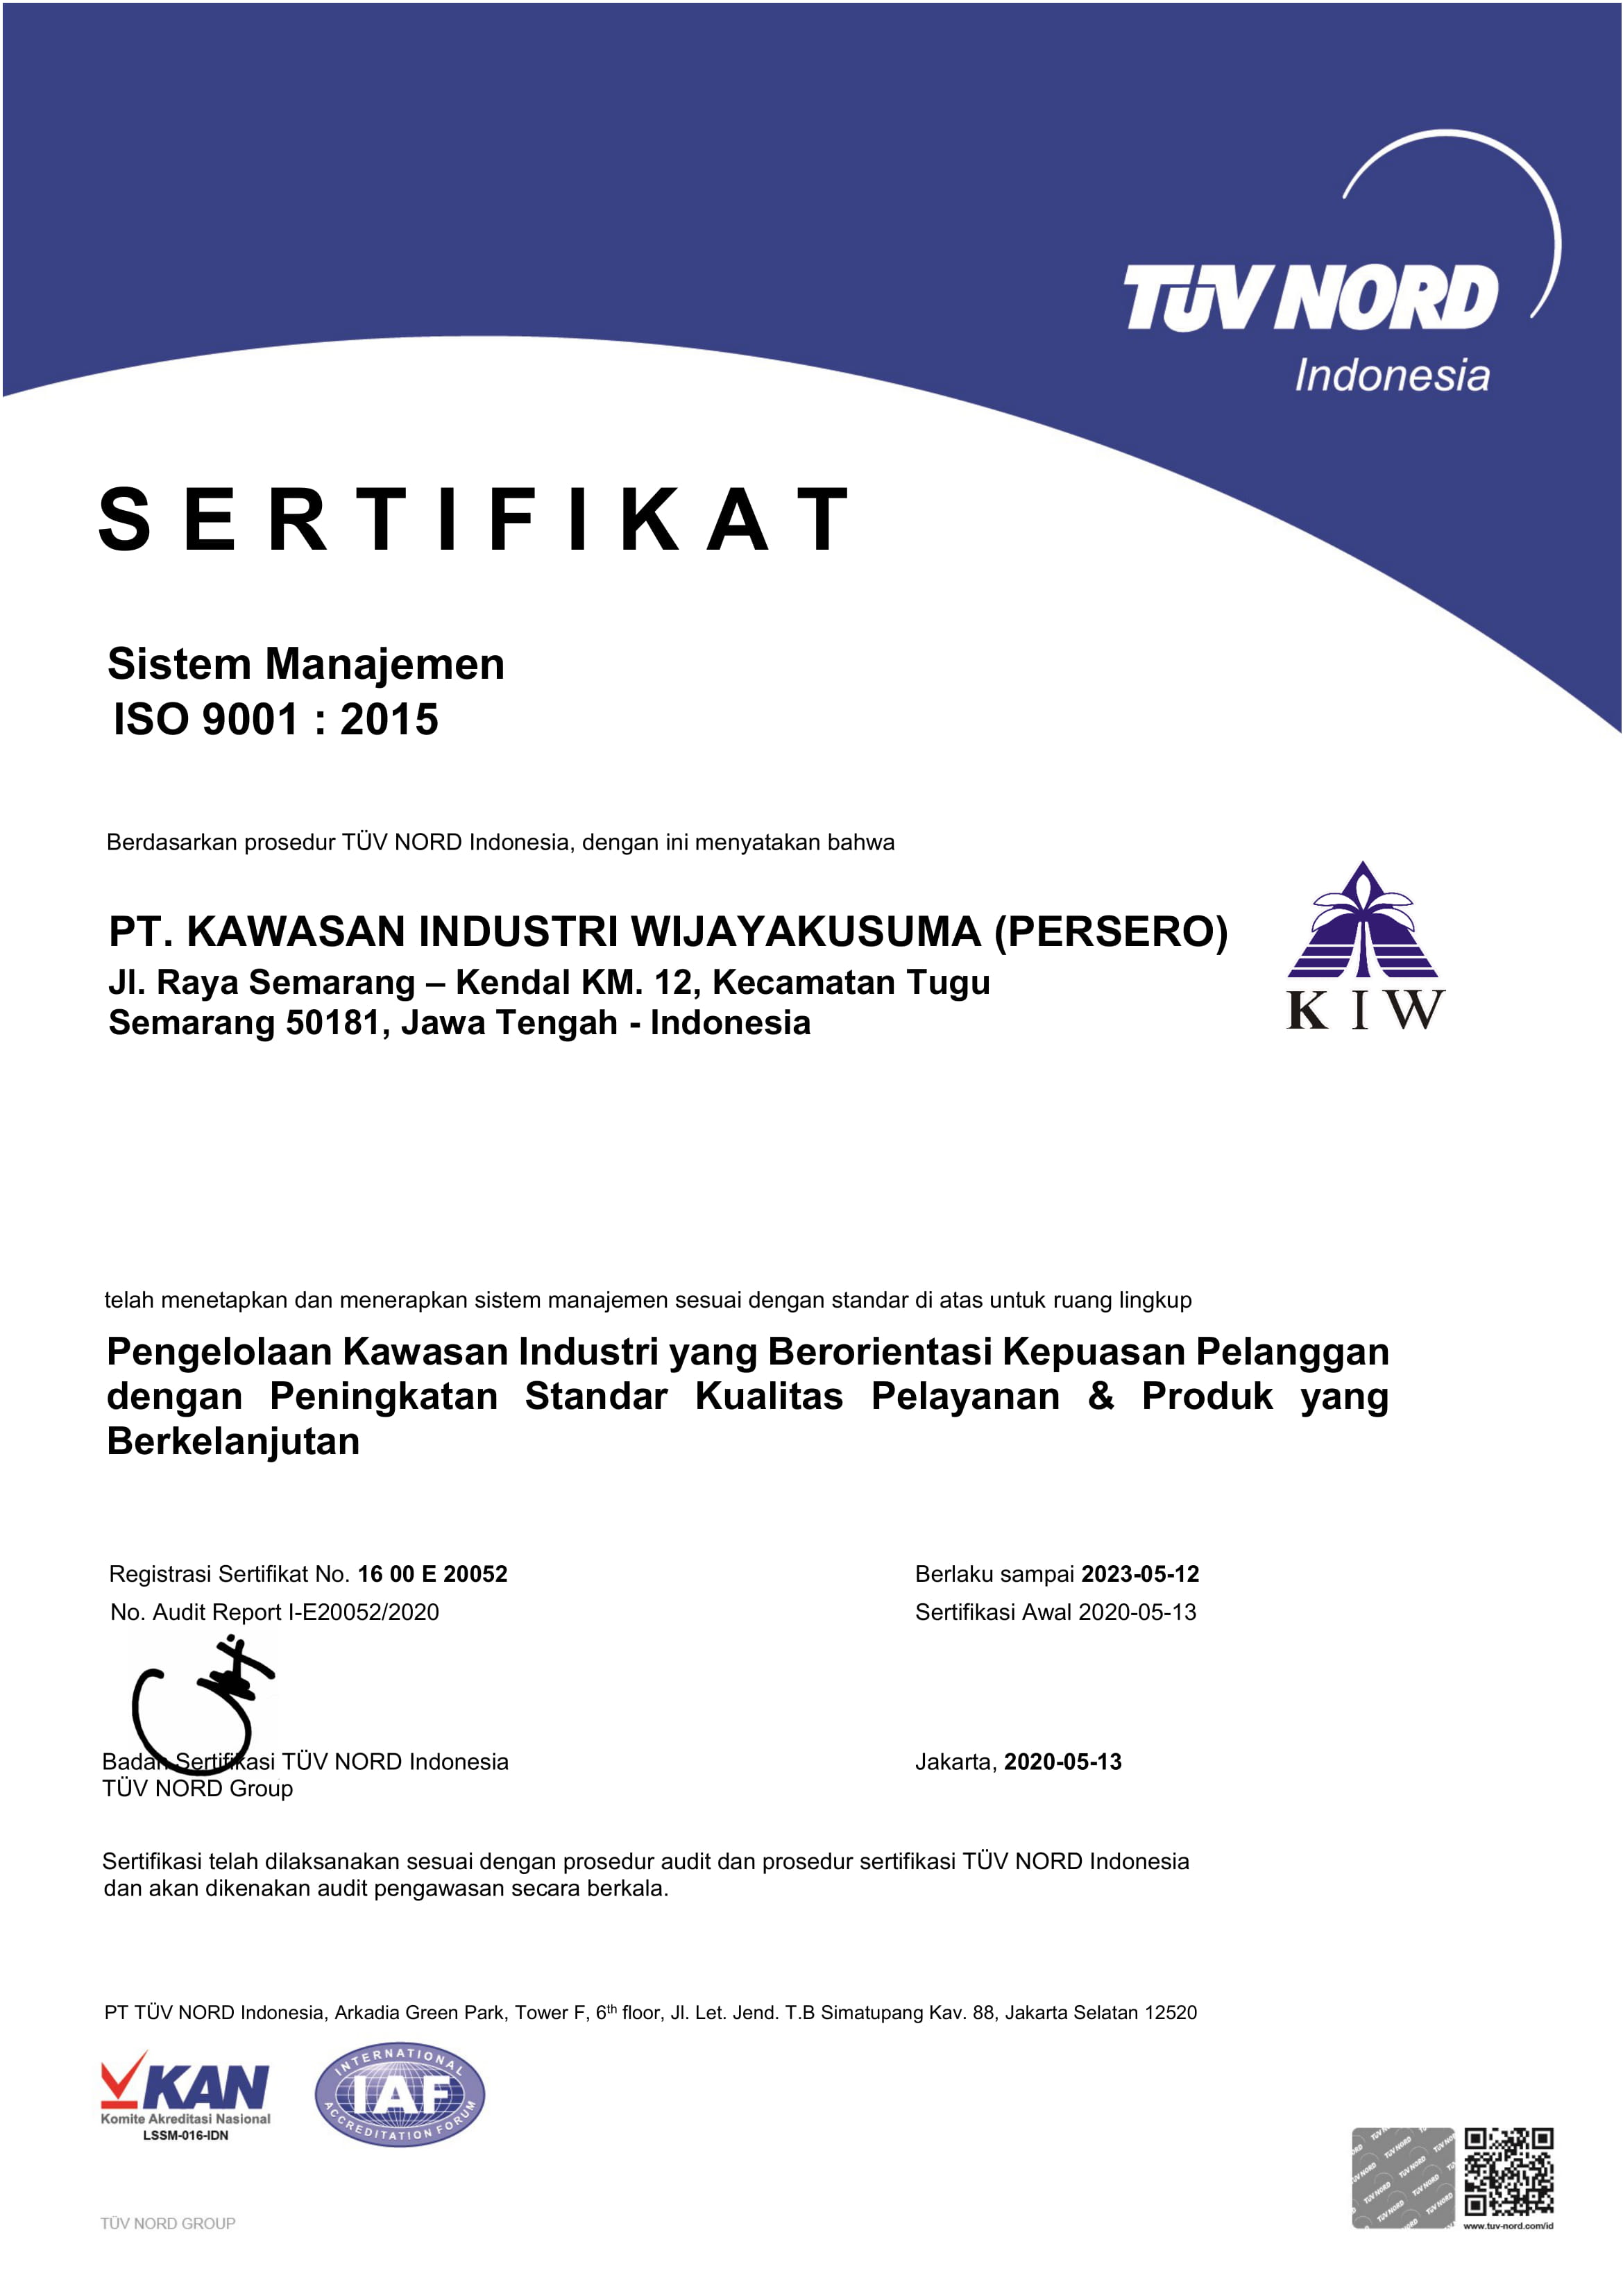 TÜV NORD
Indonesia
SERTIFIKAT
Sistem Manajemen
ISO 9001 : 2015
Berdasarkan prosedur TÜV NORD Indonesia, dengan ini menyatakan bahwa
PT. KAWASAN INDUSTRI WIJAYAKUSUMA (PERSERO)
Jl. Raya Semarang – Kendal KM. 12, Kecamatan Tugu
Semarang 50181, Jawa Tengah - Indonesia
K I W
telah menetapkan dan menerapkan sistem manajemen sesuai dengan standar di atas untuk ruang lingkup
Pengelolaan Kawasan Industri yang Berorientasi Kepuasan Pelanggan
dengan Peningkatan Standar Kualitas Pelayanan & Produk yang
Berkelanjutan
Registrasi Sertifikat No. 16 00 E 20052
Berlaku sampai 2023-05-12
No. Audit Report I-E20052/2020
Sertifikasi Awal 2020-05-13
Badan Sertifikasi TÜV NORD Indonesia
Jakarta, 2020-05-13
TÜV NORD Group
Sertifikasi telah dilaksanakan sesuai dengan prosedur audit dan prosedur sertifikasi TÜV NORD Indonesia
dan akan dikenakan audit pengawasan secara berkala.
PT TÜV NORD Indonesia, Arkadia Green Park, Tower F, 6th floor, Jl. Let. Jend. T.B Simatupang Kav. 88, Jakarta Selatan 12520
KAN
Komite Akreditasi Nasional
LSSM-016-IDN
INTERNATIONAL
IAF
ACCREDITATION FORUM
TÜV NORD
www.tuv-nord.com/id
TÜV NORD GROUP